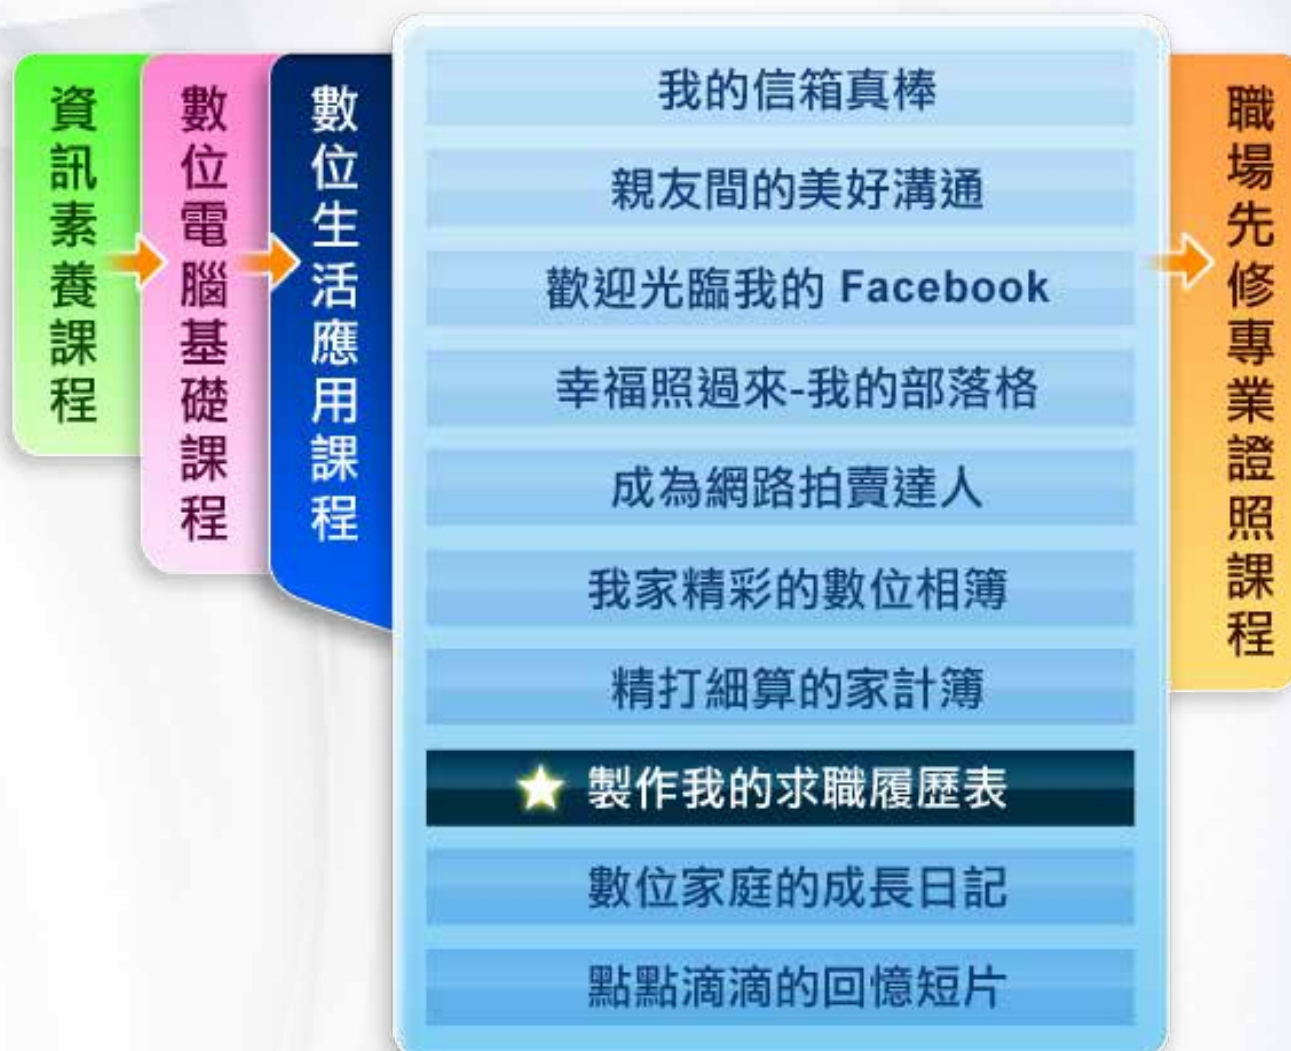 資訊素養課程
數位電腦基礎課程
數位生活應用課程
我的信箱真棒
親友間的美好溝通
歡迎光臨我的 Facebook
幸福照過來-我的部落格
成為網路拍賣達人
我家精彩的數位相簿
精打細算的家計簿
製作我的求職履歷表
數位家庭的成長日記
點點滴滴的回憶短片
職場先修專業證照課程